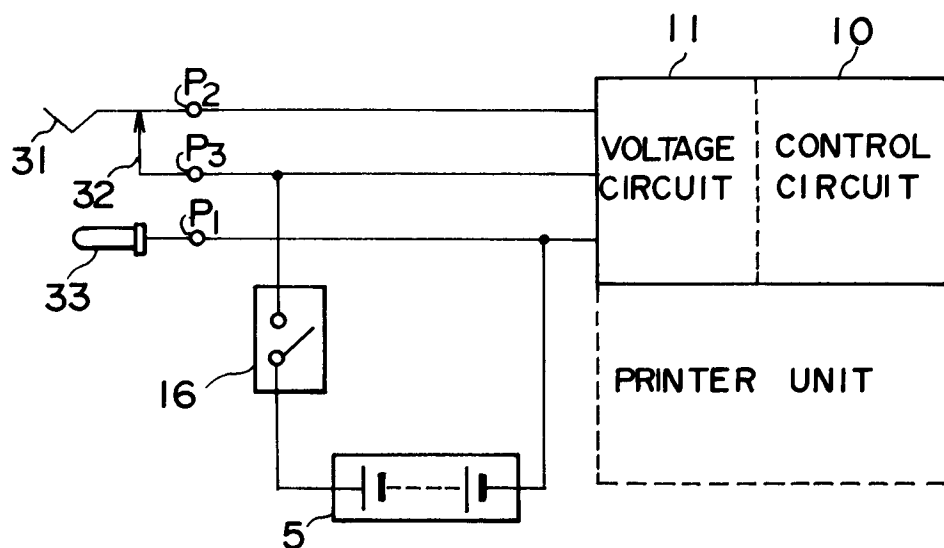 11 10
P2
31 P3 VOLTAGE CONTROL
32 CIRCUIT CIRCUIT
P1
33
16 PRINTER UNIT
5